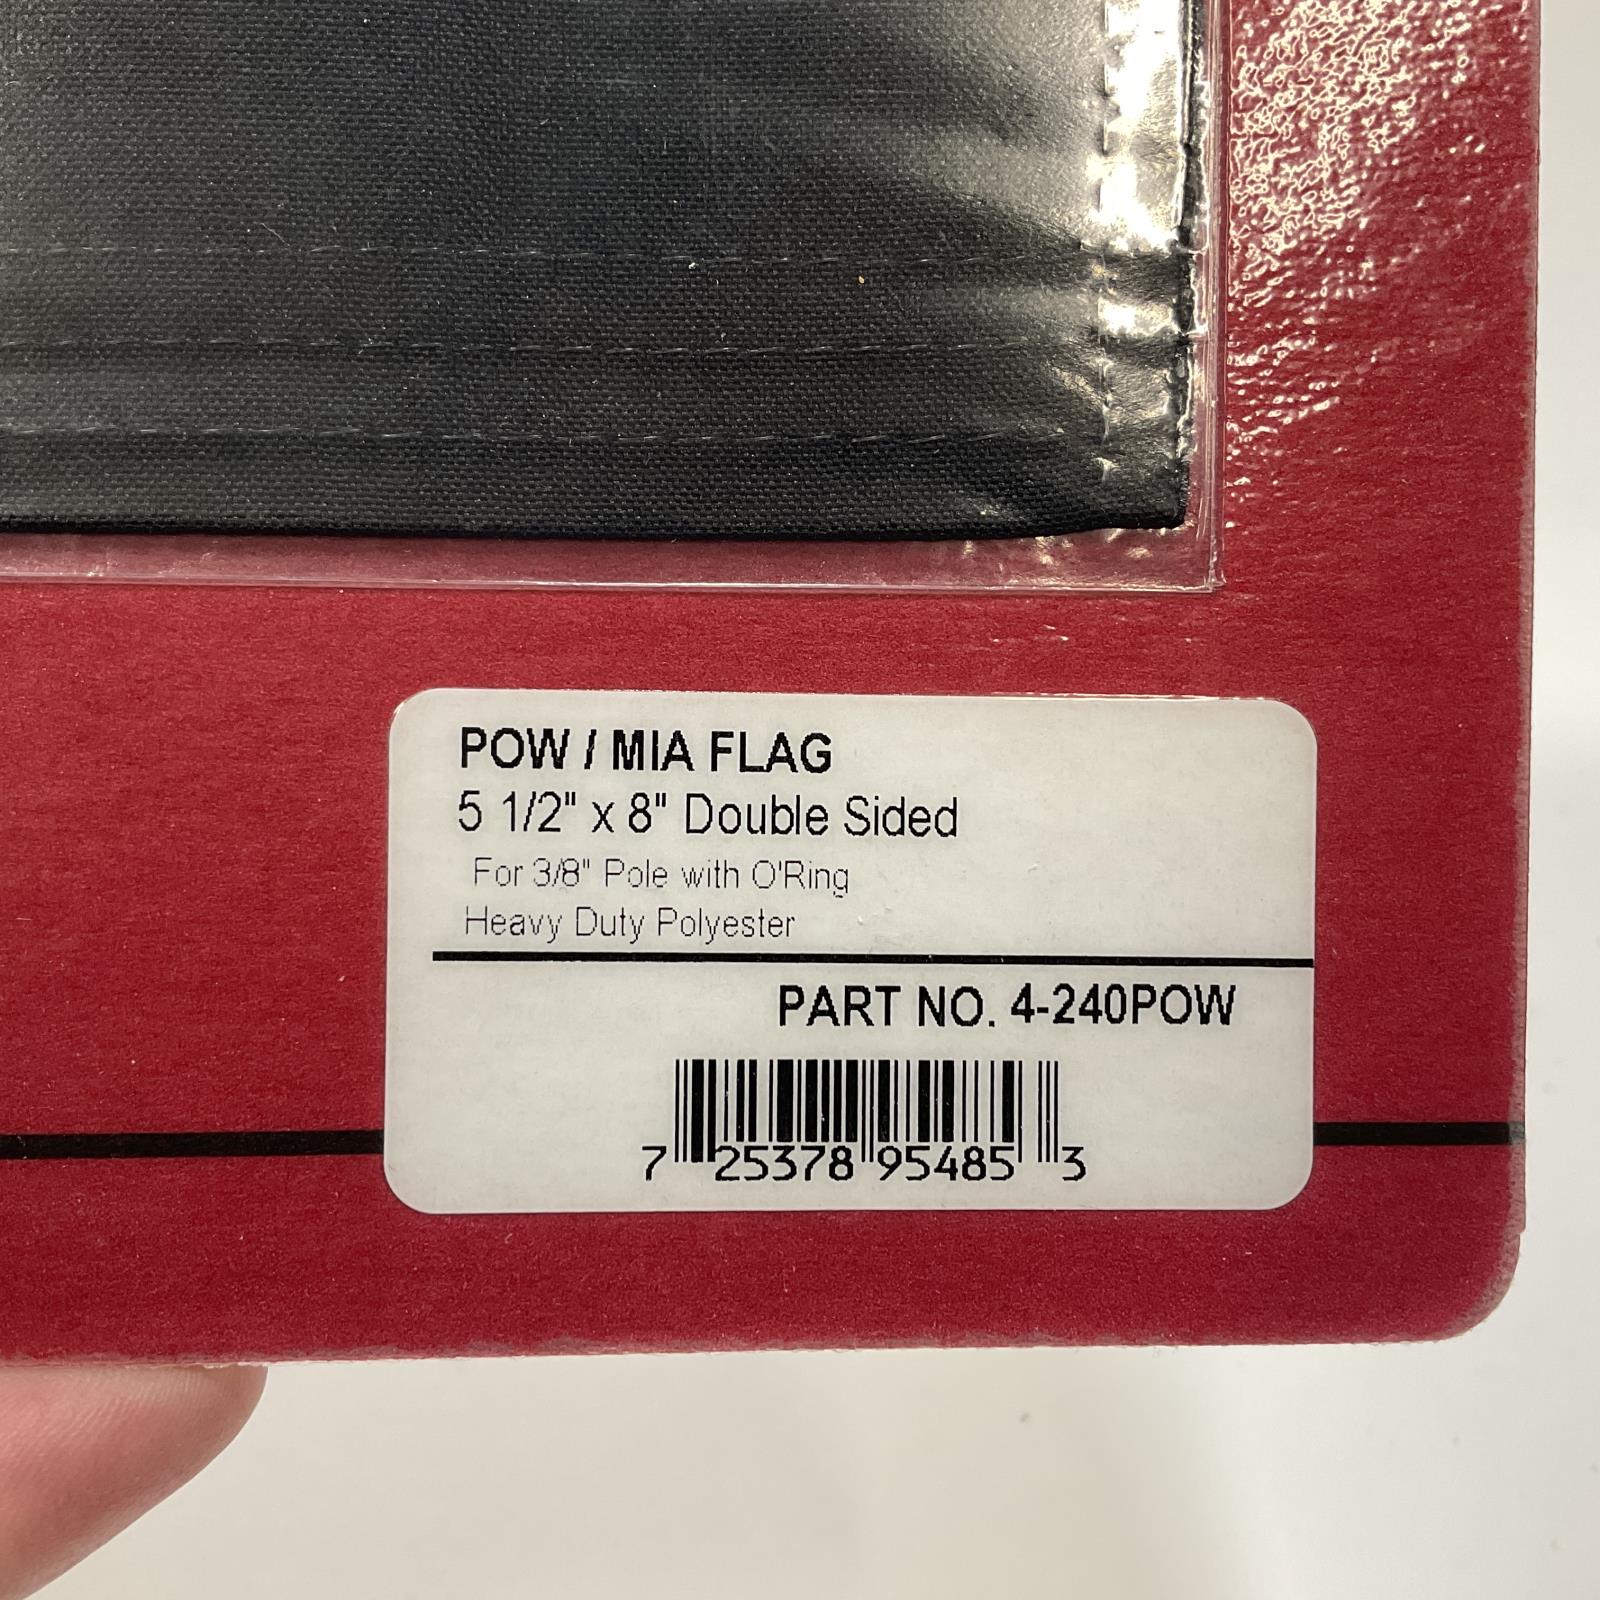 POW / MIA FLAG
5 1/2" x 8" Double Sided
For 3/8" Pole with O'Ring
Heavy Duty Polyester
PART NO. 4-240POW
7 25378 95485 3